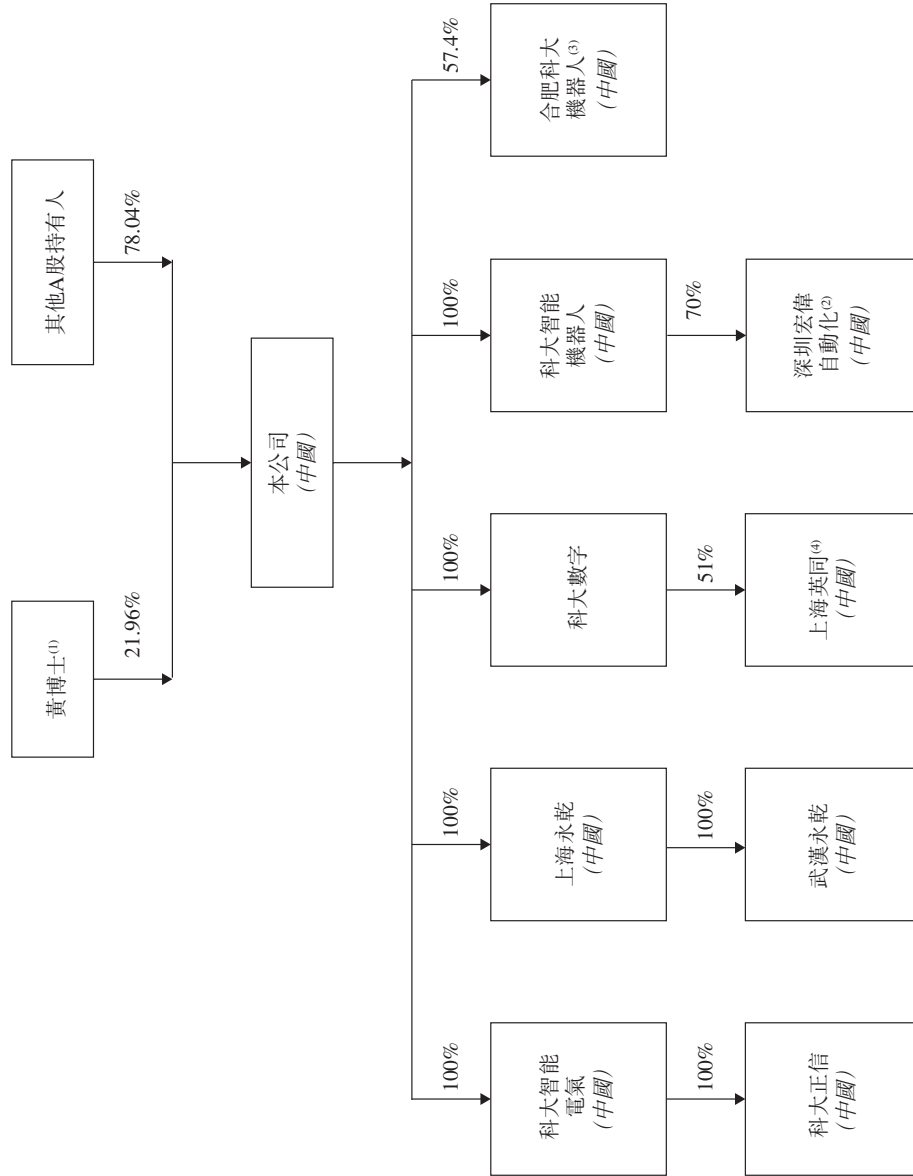 黃博士(1)
其他A股持有人
21.96%
78.04%
本公司
(中國)
100%
100%
100%
100%
57.4%
科大智能
電氣
(中國)
上海永乾
(中國)
科大數字
科大智能
機器人
(中國)
合肥科大
機器人(3)
(中國)
100%
100%
51%
70%
科大正信
(中國)
武漢永乾
(中國)
上海英同(4)
(中國)
深圳宏偉
自動化(2)
(中國)